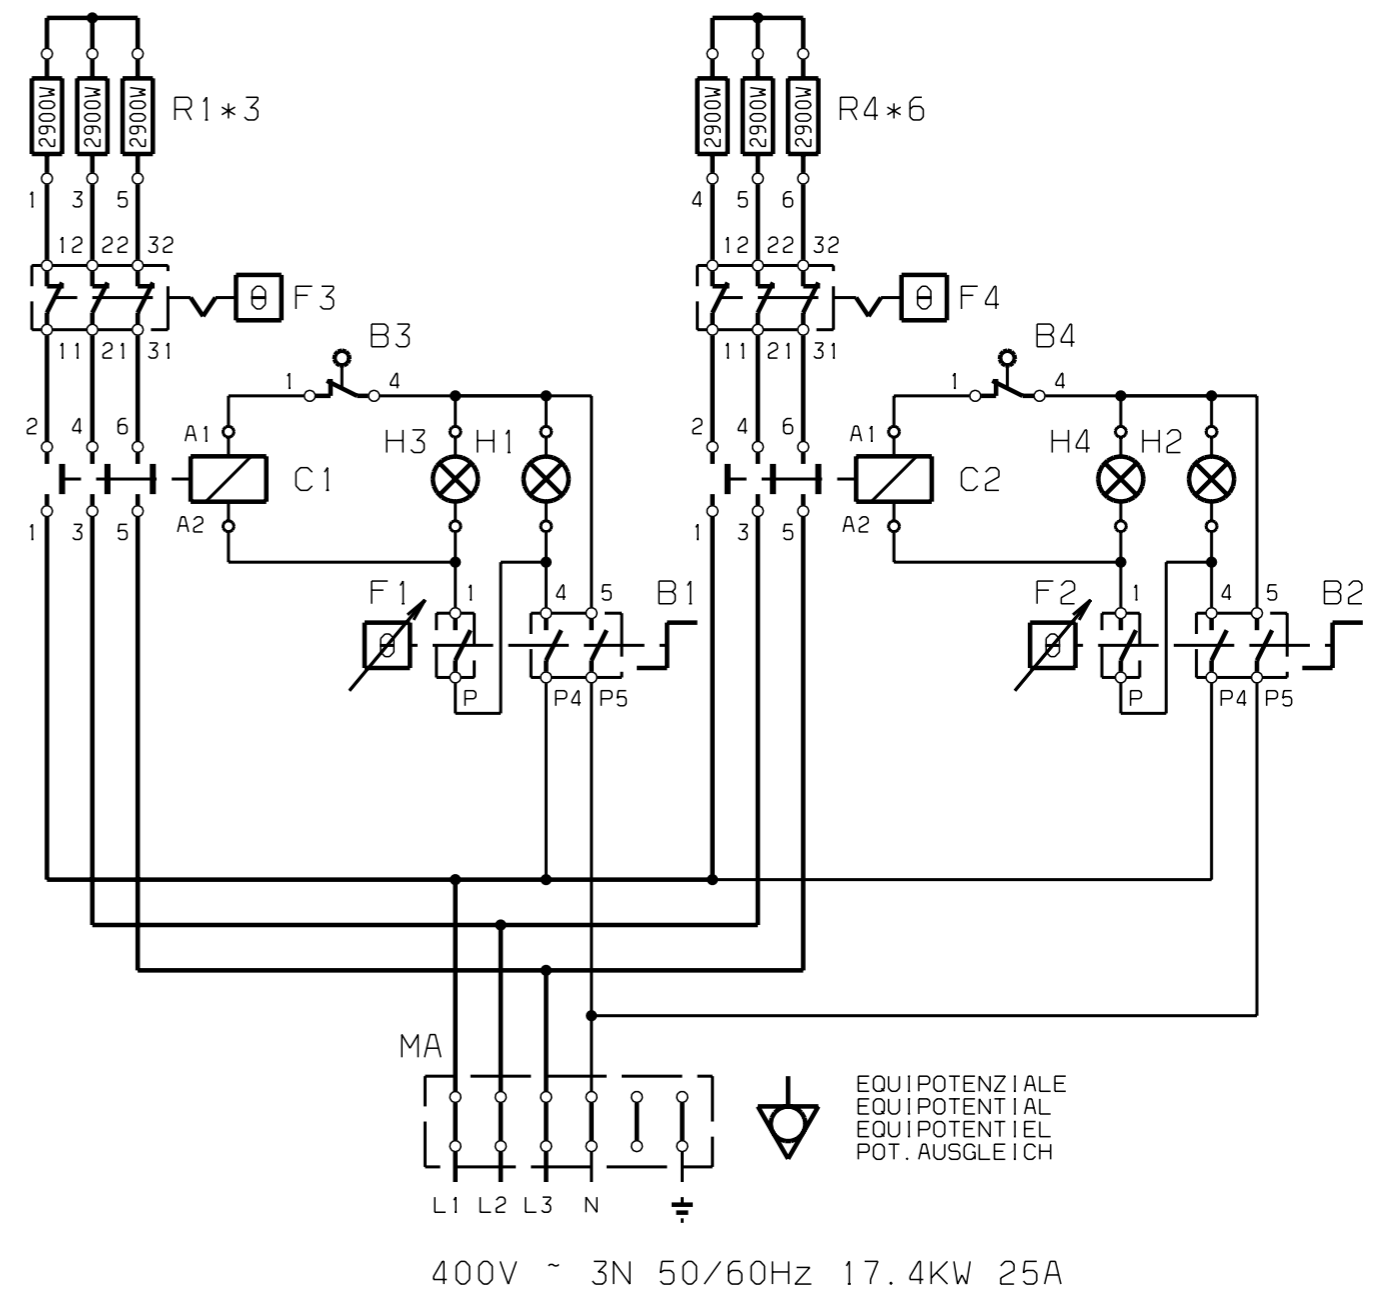 2900W 2900W 2900W R1*3 2900W 2900W 2900W R4*6
1 3 5 4 5 6
12 22 32 12 22 32
θ F3 θ F4
11 21 31 B3 11 21 31 B4
1 4 1 4
2 4 6 A1 H3 H1 2 4 6 A1 H4 H2
C1 C2
1 3 5 A2 1 3 5 A2
F1 1 4 5 B1 F2 1 4 5 B2
θ θ
P P4 P5 P P4 P5
MA
EQUIPOTENZIALE
EQUIPOTENTIAL
EQUIPOTENTIEL
POT.AUSGLEICH
L1 L2 L3 N
400V ~ 3N 50/60Hz 17.4KW 25A